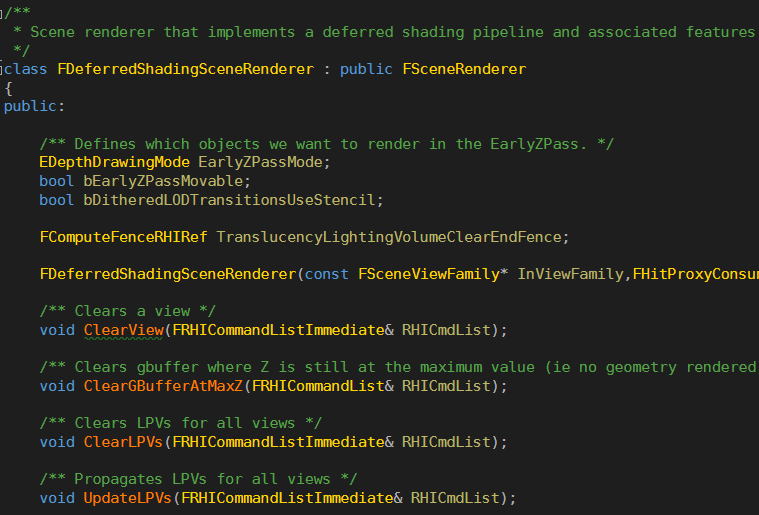 /**
 * Scene renderer that implements a deferred shading pipeline and associated features
 */
class FDeferredShadingSceneRenderer : public FSceneRenderer
{
public:
/** Defines which objects we want to render in the EarlyZPass. */
EDepthDrawingMode EarlyZPassMode;
bool bEarlyZPassMovable;
bool bDitheredLODTransitionsUseStencil;
FComputeFenceRHIRef TranslucencyLightingVolumeClearEndFence;
FDeferredShadingSceneRenderer(const FSceneViewFamily* InViewFamily,FHitProxyConsu
/** Clears a view */
void ClearView(FRHICommandListImmediate& RHICmdList);
/** Clears gbuffer where Z is still at the maximum value (ie no geometry rendered
void ClearGBufferAtMaxZ(FRHICommandList& RHICmdList);
/** Clears LPVs for all views */
void ClearLPVs(FRHICommandListImmediate& RHICmdList);
/** Propagates LPVs for all views */
void UpdateLPVs(FRHICommandListImmediate& RHICmdList);